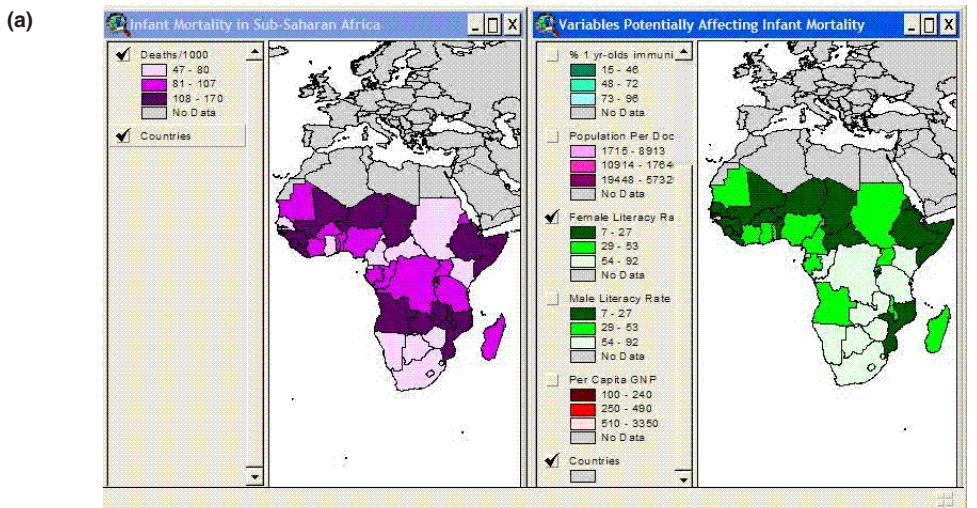 (a)
Infant Mortality in Sub-Saharan Africa
Deaths/1000
47 - 80
81 - 107
108 - 170
No Data
Countries
Variables Potentially Affecting Infant Mortality
% 1 yr-olds immuni
15 - 46
48 - 72
73 - 96
No Data
Population Per Doc
1715 - 8913
10914 - 1764
19448 - 5732
No Data
Female Literacy Ra
7 - 27
29 - 53
54 - 92
No Data
Male Literacy Rate
7 - 27
29 - 53
54 - 92
No Data
Per Capita GNP
100 - 240
250 - 490
510 - 3350
No Data
Countries